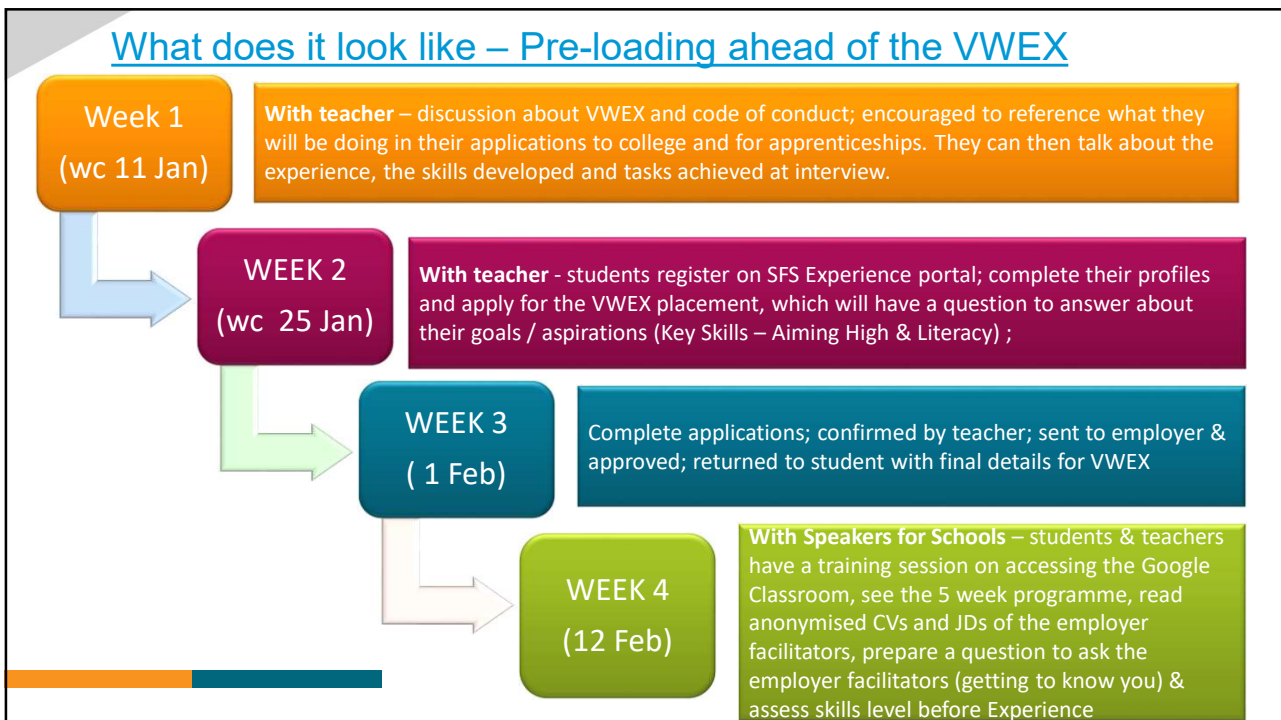 What does it look like – Pre-loading ahead of the VWEX
Week 1
(wc 11 Jan)
With teacher – discussion about VWEX and code of conduct; encouraged to reference what they
will be doing in their applications to college and for apprenticeships. They can then talk about the
experience, the skills developed and tasks achieved at interview.
WEEK 2
(wc 25 Jan)
With teacher - students register on SFS Experience portal; complete their profiles
and apply for the VWEX placement, which will have a question to answer about
their goals / aspirations (Key Skills – Aiming High & Literacy) ;
WEEK 3
( 1 Feb)
Complete applications; confirmed by teacher; sent to employer &
approved; returned to student with final details for VWEX
WEEK 4
(12 Feb)
With Speakers for Schools – students & teachers
have a training session on accessing the Google
Classroom, see the 5 week programme, read
anonymised CVs and JDs of the employer
facilitators, prepare a question to ask the
employer facilitators (getting to know you) &
assess skills level before Experience